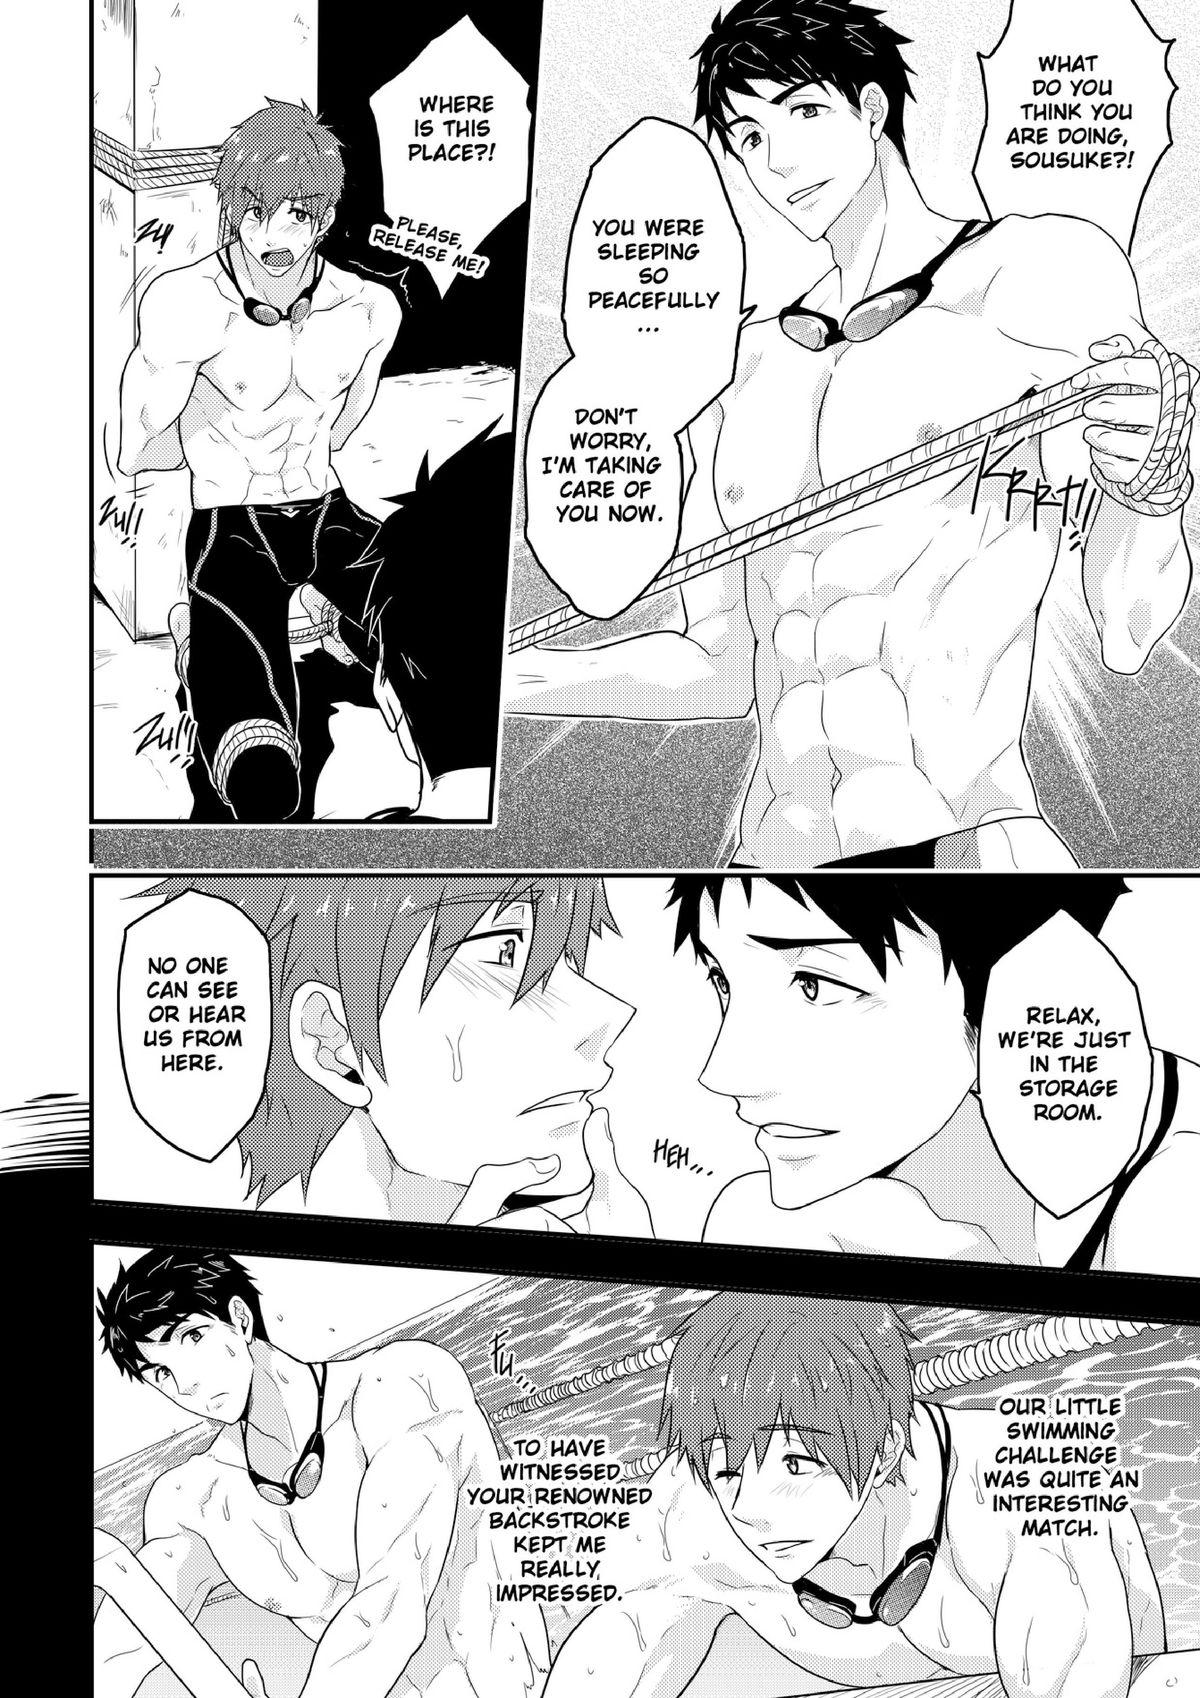 WHAT
DO YOU
THINK YOU
ARE DOING,
SOUSUKE?!
YOU WERE
SLEEPING
SO
PEACEFULLY
...
DON'T
WORRY,
I'M TAKING
CARE OF
YOU NOW.
KRRRT!!
WHERE
IS THIS
PLACE?!
PLEASE,
RELEASE ME!
ZU!
ZUL!!
ZUL!!
RELAX,
WE'RE JUST
IN THE
STORAGE
ROOM.
HEH...
NO ONE
CAN SEE
OR HEAR
US FROM
HERE.
OUR LITTLE
SWIMMING
CHALLENGE
WAS QUITE AN
INTERESTING
MATCH.
FU...
TO HAVE
WITNESSED
YOUR RENOWNED
BACKSTROKE
KEPT ME
REALLY
IMPRESSED.